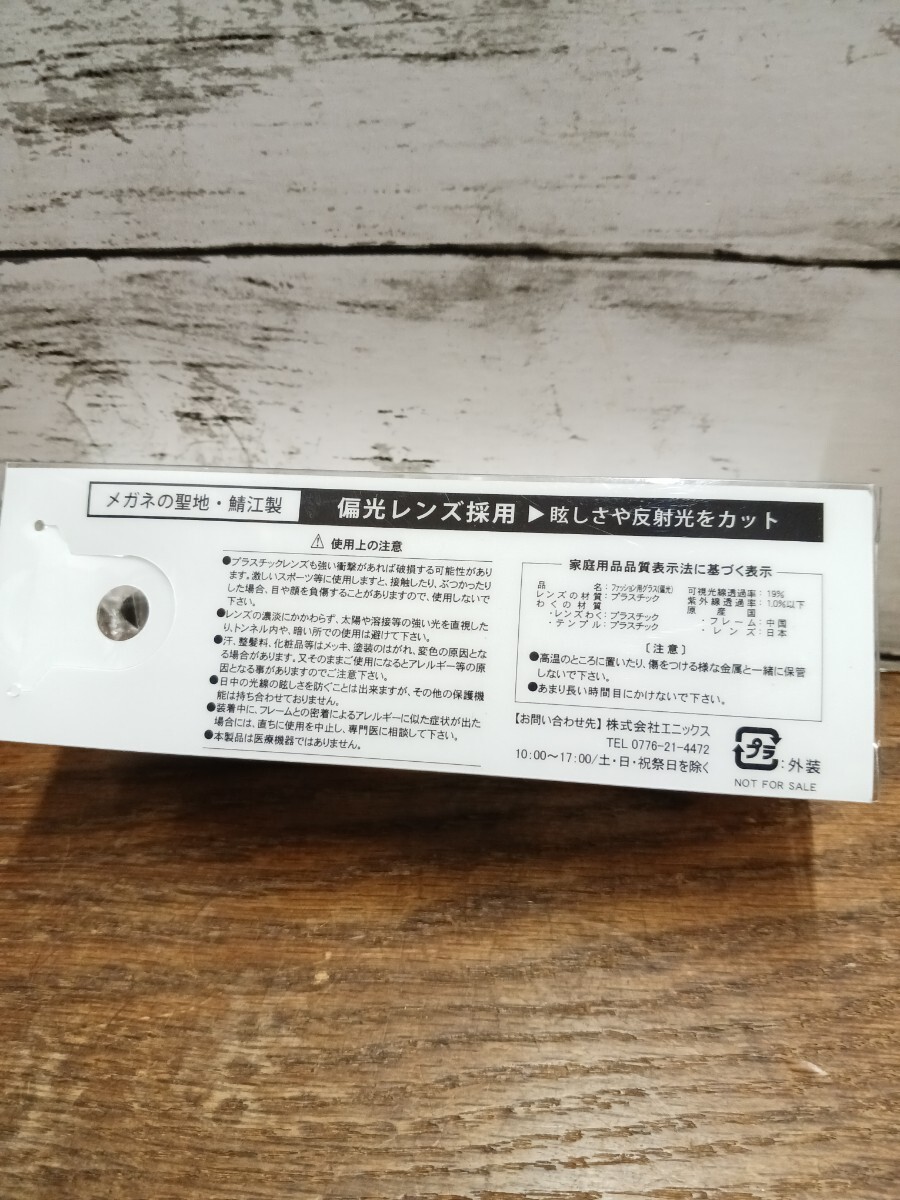 メガネの聖地・鯖江製
偏光レンズ採用 ▶眩しさや反射光をカット
⚠ 使用上の注意
●プラスチックレンズも強い衝撃があれば破損する可能性があり
ます。激しいスポーツ等に使用しますと、接触したり、ぶつかったり
した場合、目や顔を負傷することがありますので、使用しないで
下さい。
●レンズの濃淡にかかわらず、太陽や溶接等の強い光を直視した
り、トンネル内や、暗い所での使用は避けて下さい。
●汗、整髪料、化粧品等はメッキ、塗装のはがれ、変色の原因とな
る場合があります。又そのままご使用になるとアレルギー等の原
因となる事がありますのでご注意下さい。
●日中の光線の眩しさを防ぐことは出来ますが、その他の保護機
能は持ち合わせておりません。
●装着中に、フレームとの密着によるアレルギーに似た症状が出た
場合には、直ちに使用を中止し、専門医に相談して下さい。
●本製品は医療機器ではありません。
家庭用品品質表示法に基づく表示
品名：ファッション用グラス(偏光)
レンズの材質：プラスチック
わくの材質
・レンズわく：プラスチック
・テンプル：プラスチック
可視光線透過率：19%
紫外線透過率：1.0%以下
原産国
・フレーム：中国
・レンズ：日本
［注意］
●高温のところに置いたり、傷をつける様な金属と一緒に保管
しないで下さい。
●あまり長い時間目にかけないで下さい。
【お問い合わせ先】株式会社エニックス
TEL 0776-21-4472
10:00〜17:00/土・日・祝祭日を除く
プラ：外装
NOT FOR SALE